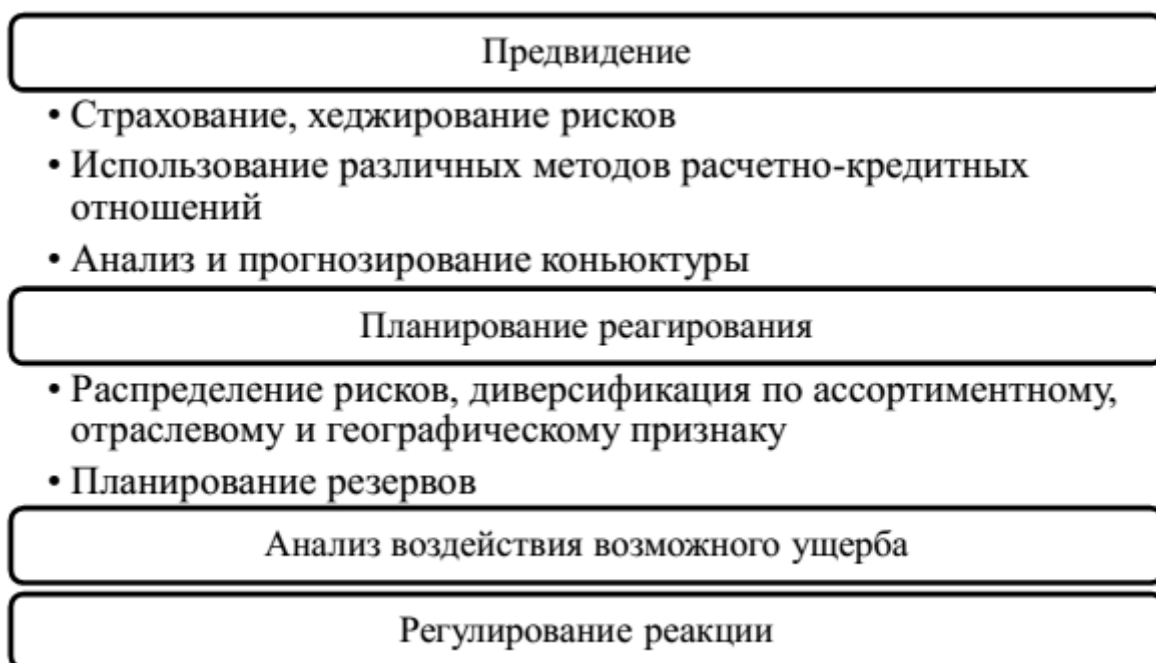 Предвидение
• Страхование, хеджирование рисков
• Использование различных методов расчетно-кредитных
отношений
• Анализ и прогнозирование коньюктуры
Планирование реагирования
• Распределение рисков, диверсификация по ассортиментному,
отраслевому и географическому признаку
• Планирование резервов
Анализ воздействия возможного ущерба
Регулирование реакции